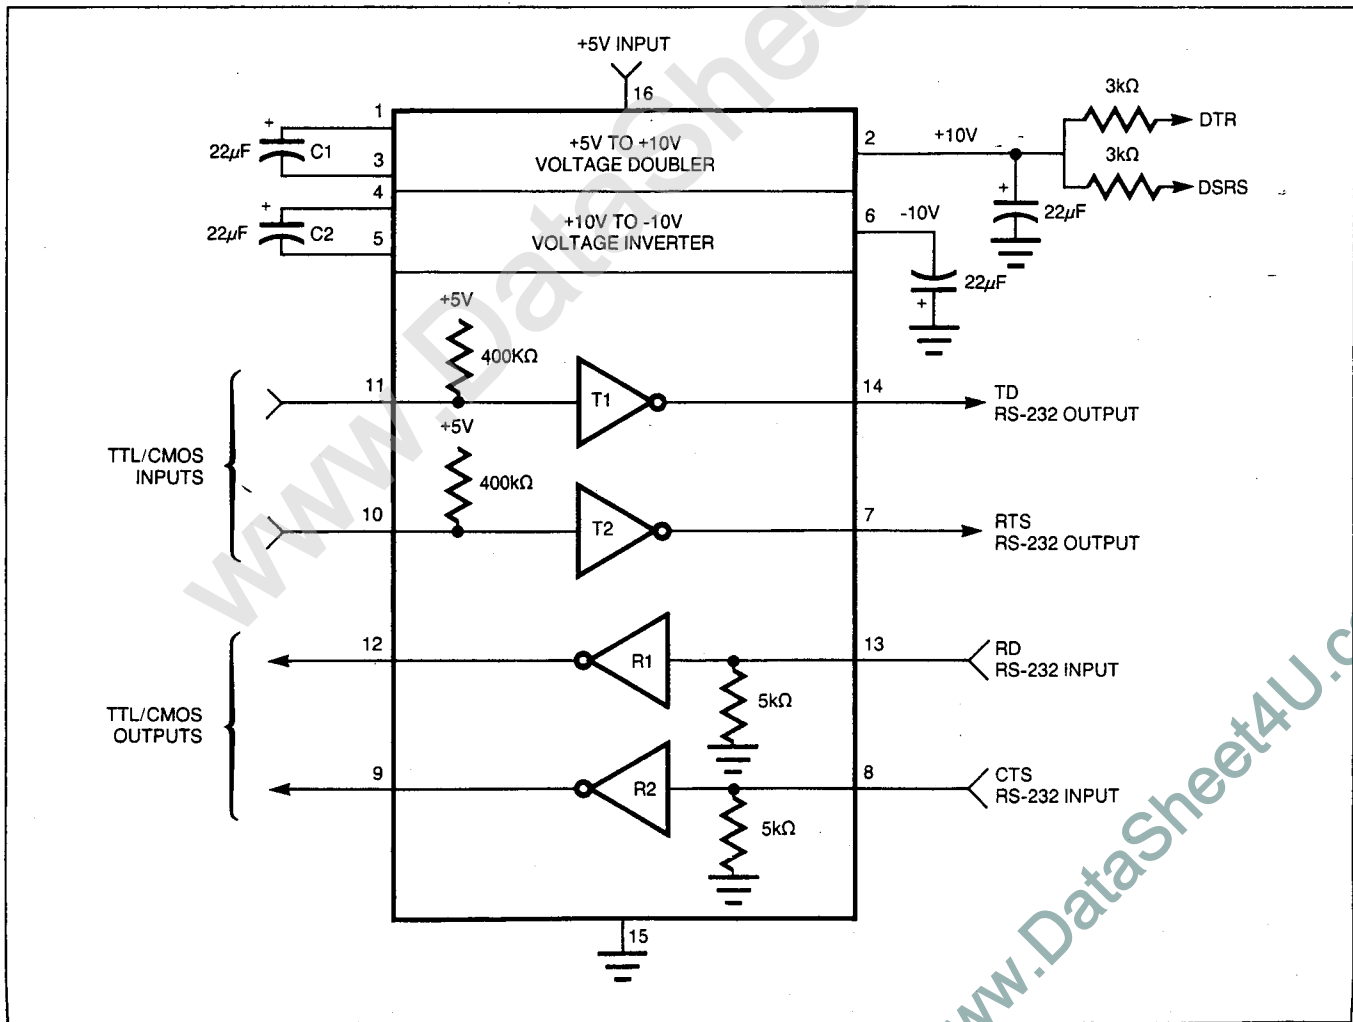 +5V INPUT
16
1
+
22µF
C1
3
+5V TO +10V
VOLTAGE DOUBLER
2
+10V
3kΩ
DTR
3kΩ
DSRS
+
22µF
4
+
22µF
C2
5
+10V TO -10V
VOLTAGE INVERTER
6
-10V
22µF
+
+5V
400KΩ
11
T1
14
TD
RS-232 OUTPUT
+5V
400kΩ
TTL/CMOS
INPUTS
10
T2
7
RTS
RS-232 OUTPUT
12
R1
13
RD
RS-232 INPUT
5kΩ
TTL/CMOS
OUTPUTS
9
R2
8
CTS
RS-232 INPUT
5kΩ
15
www.DataShee
www.DataSheet4U.c